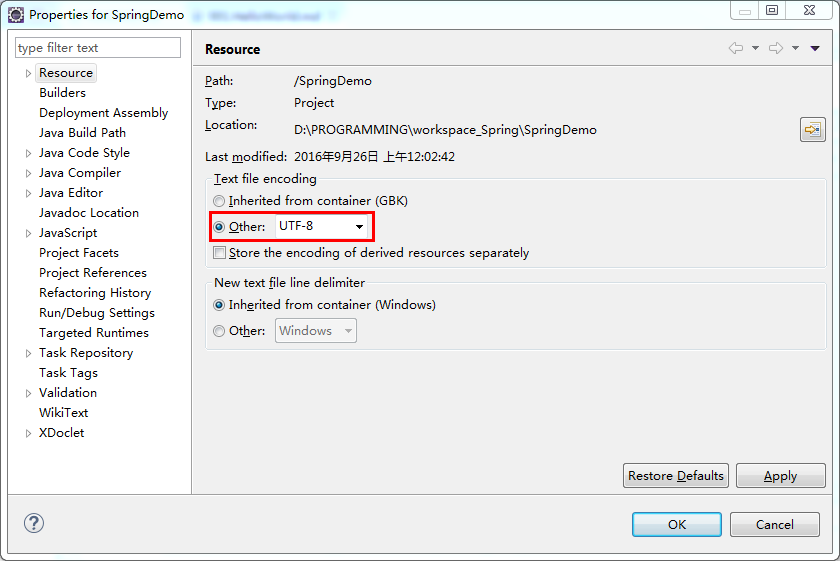 Properties for SpringDemo
type filter text
Resource
Builders
Deployment Assembly
Java Build Path
Java Code Style
Java Compiler
Java Editor
Javadoc Location
JavaScript
Project Facets
Project References
Refactoring History
Run/Debug Settings
Targeted Runtimes
Task Repository
Task Tags
Validation
WikiText
XDoclet
Resource
Path: /SpringDemo
Type: Project
Location: D:\PROGRAMMING\workspace_Spring\SpringDemo
Last modified: 2016年9月26日 上午12:02:42
Text file encoding
Inherited from container (GBK)
Other: UTF-8
Store the encoding of derived resources separately
New text file line delimiter
Inherited from container (Windows)
Other: Windows
Restore Defaults Apply
OK Cancel